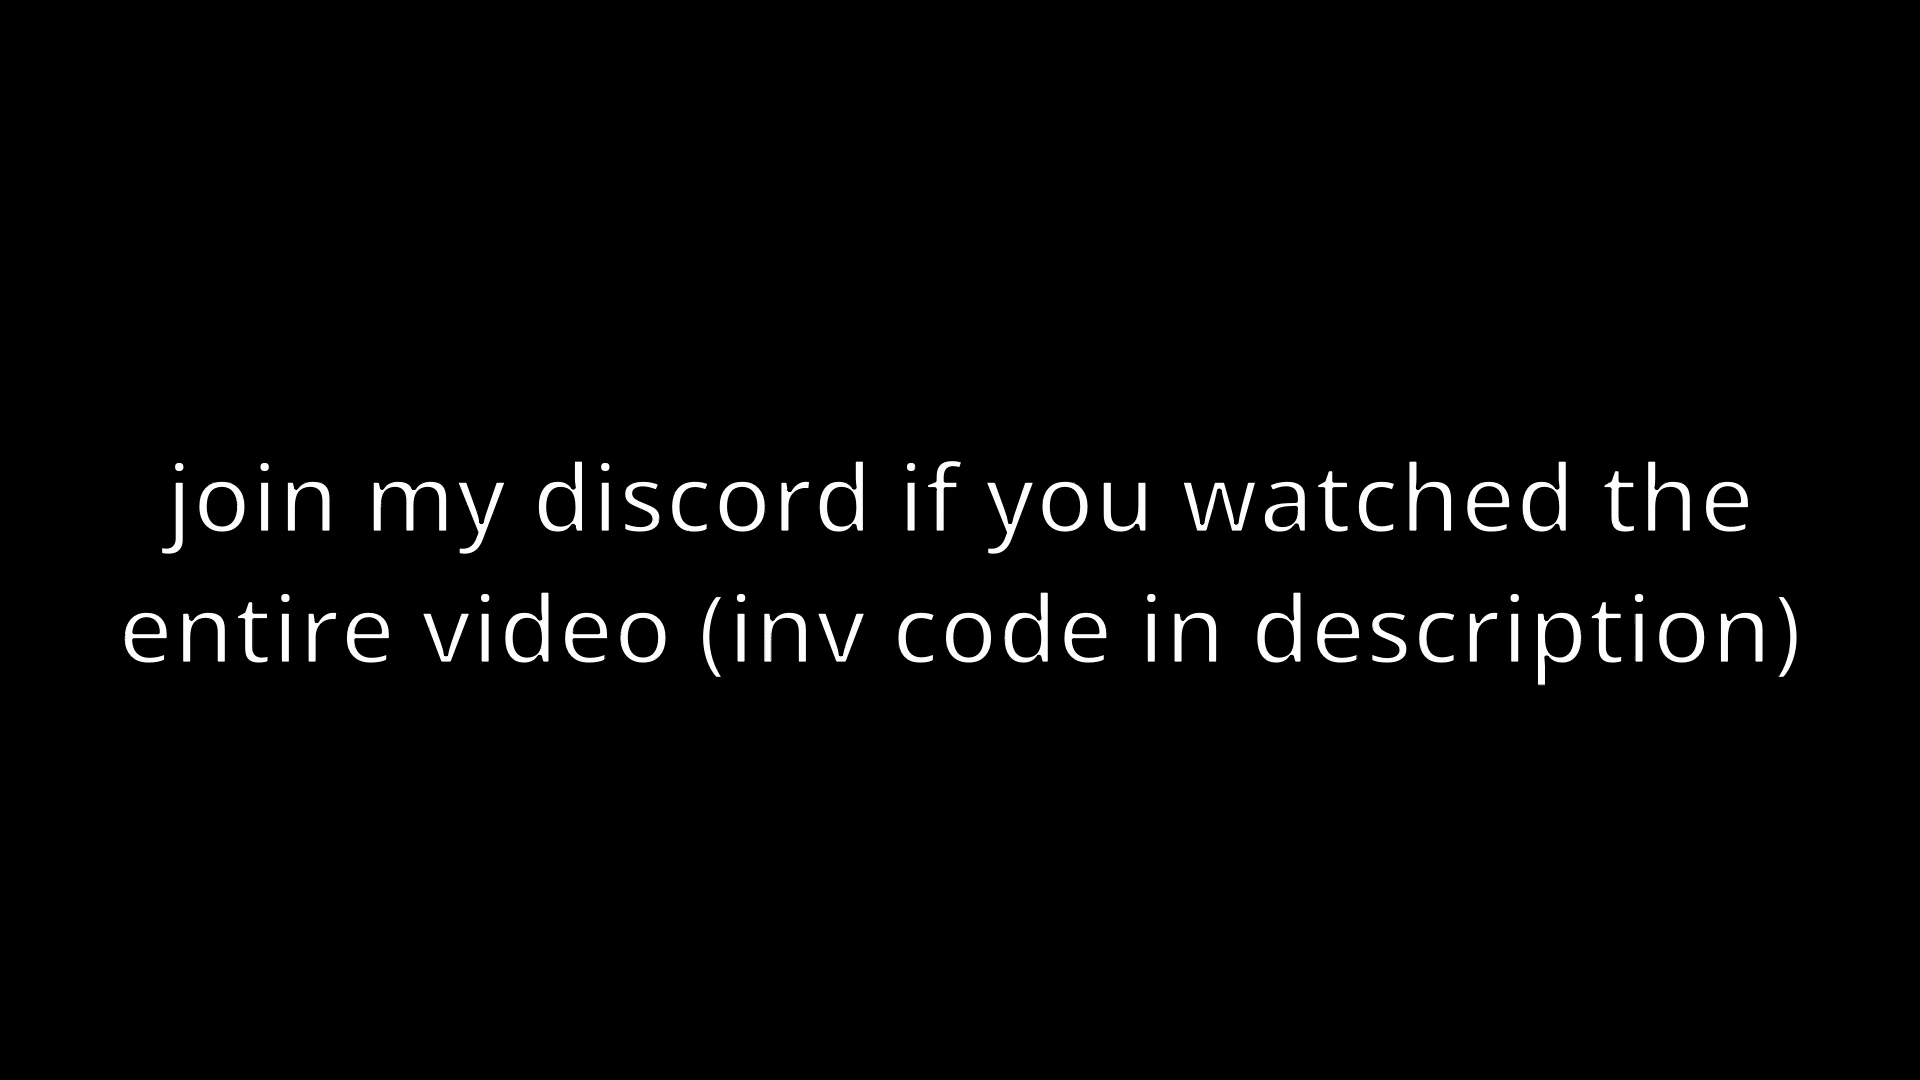 join my discord if you watched the
entire video (inv code in description)